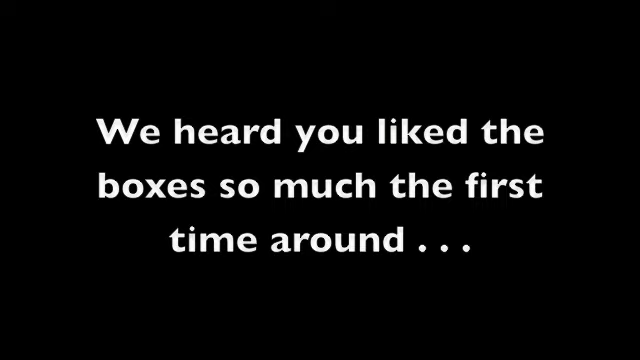 We heard you liked the
boxes so much the first
time around . . .